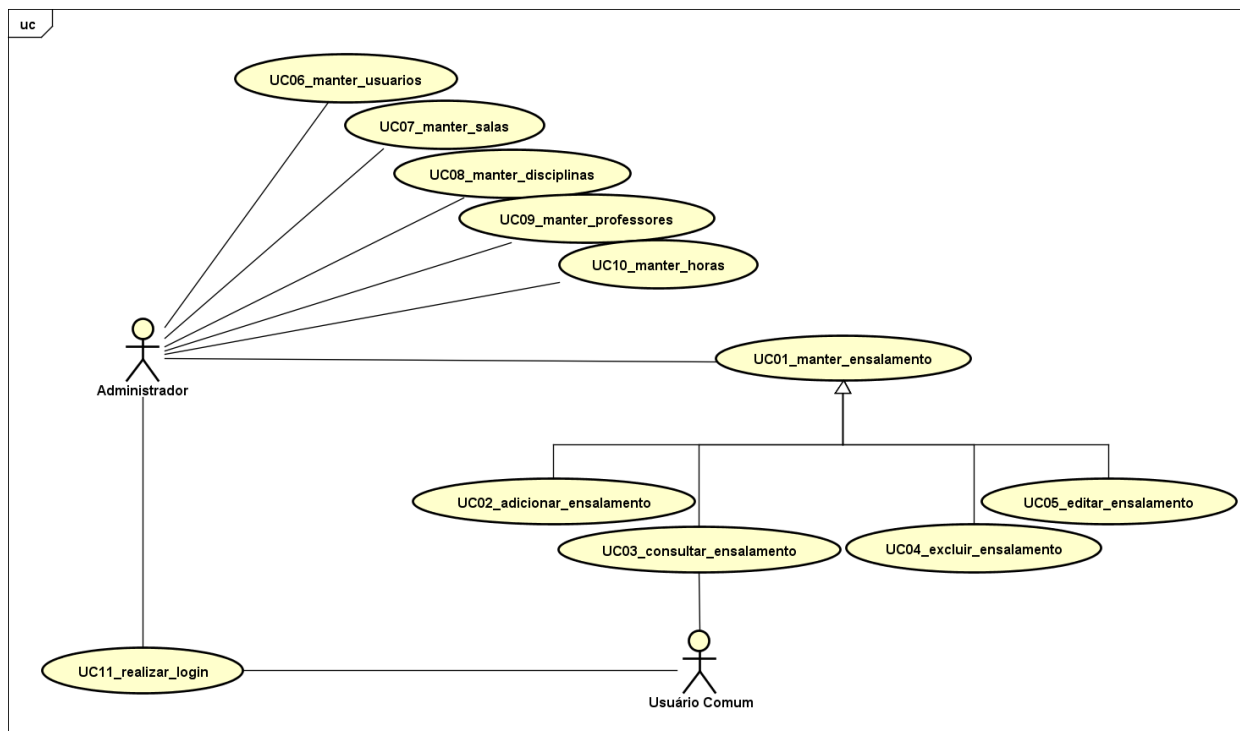 uc
UC06_manter_usuarios
UC07_manter_salas
UC08_manter_disciplinas
UC09_manter_professores
UC10_manter_horas
UC01_manter_ensalamento
Administrador
UC02_adicionar_ensalamento
UC05_editar_ensalamento
UC03_consultar_ensalamento
UC04_excluir_ensalamento
UC11_realizar_login
Usuário Comum